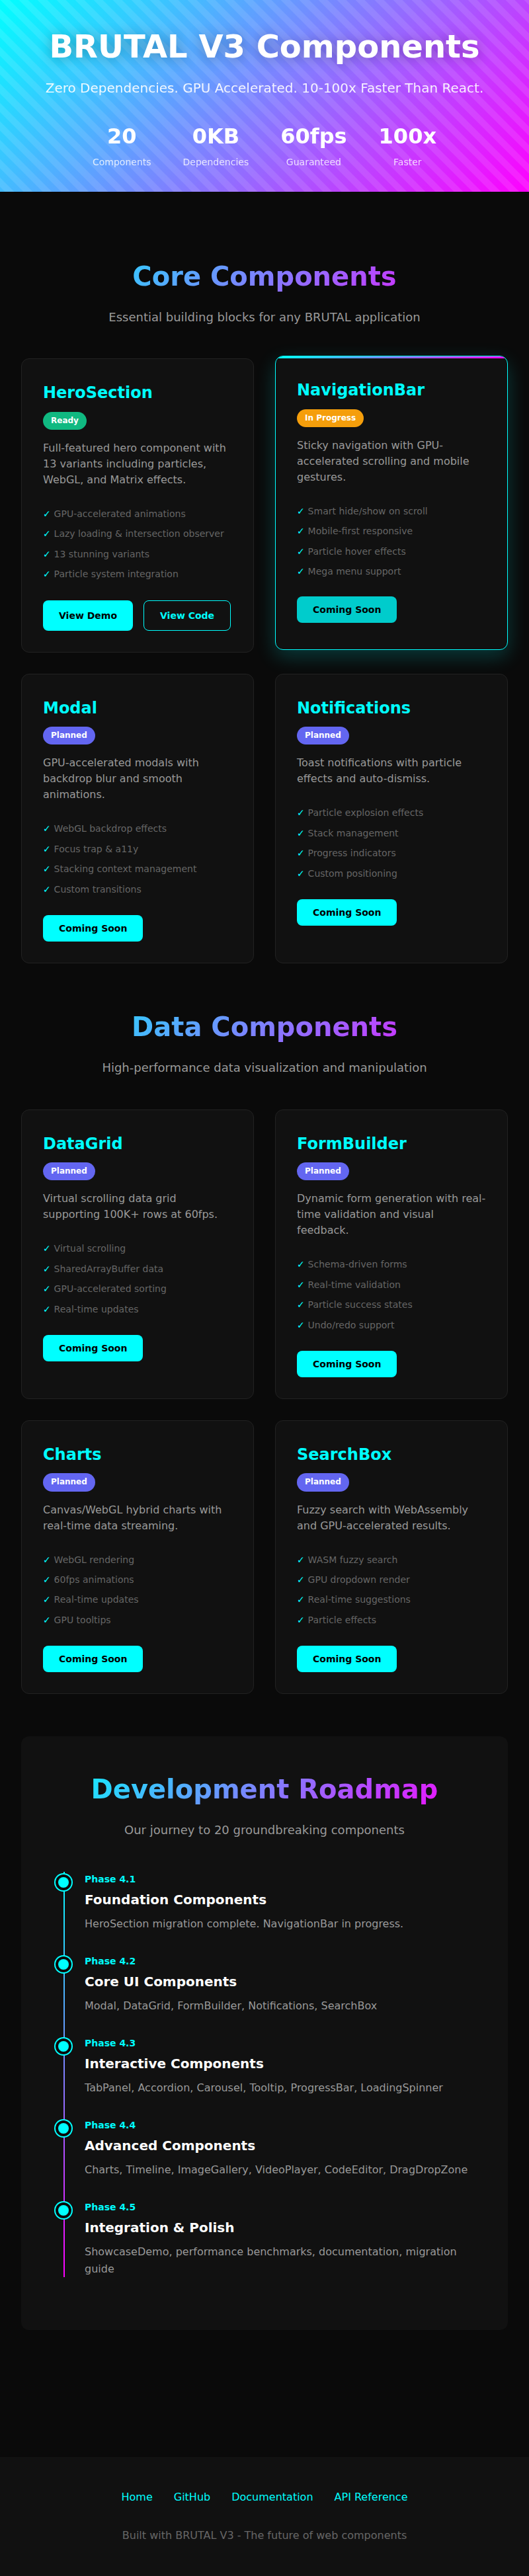 BRUTAL V3 Components
Zero Dependencies. GPU Accelerated. 10-100x Faster Than React.
20
Components
0KB
Dependencies
60fps
Guaranteed
100x
Faster
Core Components
Essential building blocks for any BRUTAL application
HeroSection
Ready
Full-featured hero component with
13 variants including particles,
WebGL, and Matrix effects.
✓ GPU-accelerated animations
✓ Lazy loading & intersection observer
✓ 13 stunning variants
✓ Particle system integration
View Demo
View Code
NavigationBar
In Progress
Sticky navigation with GPU-
accelerated scrolling and mobile
gestures.
✓ Smart hide/show on scroll
✓ Mobile-first responsive
✓ Particle hover effects
✓ Mega menu support
Coming Soon
Modal
Planned
GPU-accelerated modals with
backdrop blur and smooth
animations.
✓ WebGL backdrop effects
✓ Focus trap & a11y
✓ Stacking context management
✓ Custom transitions
Coming Soon
Notifications
Planned
Toast notifications with particle
effects and auto-dismiss.
✓ Particle explosion effects
✓ Stack management
✓ Progress indicators
✓ Custom positioning
Coming Soon
Data Components
High-performance data visualization and manipulation
DataGrid
Planned
Virtual scrolling data grid
supporting 100K+ rows at 60fps.
✓ Virtual scrolling
✓ SharedArrayBuffer data
✓ GPU-accelerated sorting
✓ Real-time updates
Coming Soon
FormBuilder
Planned
Dynamic form generation with real-
time validation and visual
feedback.
✓ Schema-driven forms
✓ Real-time validation
✓ Particle success states
✓ Undo/redo support
Coming Soon
Charts
Planned
Canvas/WebGL hybrid charts with
real-time data streaming.
✓ WebGL rendering
✓ 60fps animations
✓ Real-time updates
✓ GPU tooltips
Coming Soon
SearchBox
Planned
Fuzzy search with WebAssembly
and GPU-accelerated results.
✓ WASM fuzzy search
✓ GPU dropdown render
✓ Real-time suggestions
✓ Particle effects
Coming Soon
Development Roadmap
Our journey to 20 groundbreaking components
Phase 4.1
Foundation Components
HeroSection migration complete. NavigationBar in progress.
Phase 4.2
Core UI Components
Modal, DataGrid, FormBuilder, Notifications, SearchBox
Phase 4.3
Interactive Components
TabPanel, Accordion, Carousel, Tooltip, ProgressBar, LoadingSpinner
Phase 4.4
Advanced Components
Charts, Timeline, ImageGallery, VideoPlayer, CodeEditor, DragDropZone
Phase 4.5
Integration & Polish
ShowcaseDemo, performance benchmarks, documentation, migration
guide
Home GitHub Documentation API Reference
Built with BRUTAL V3 - The future of web components